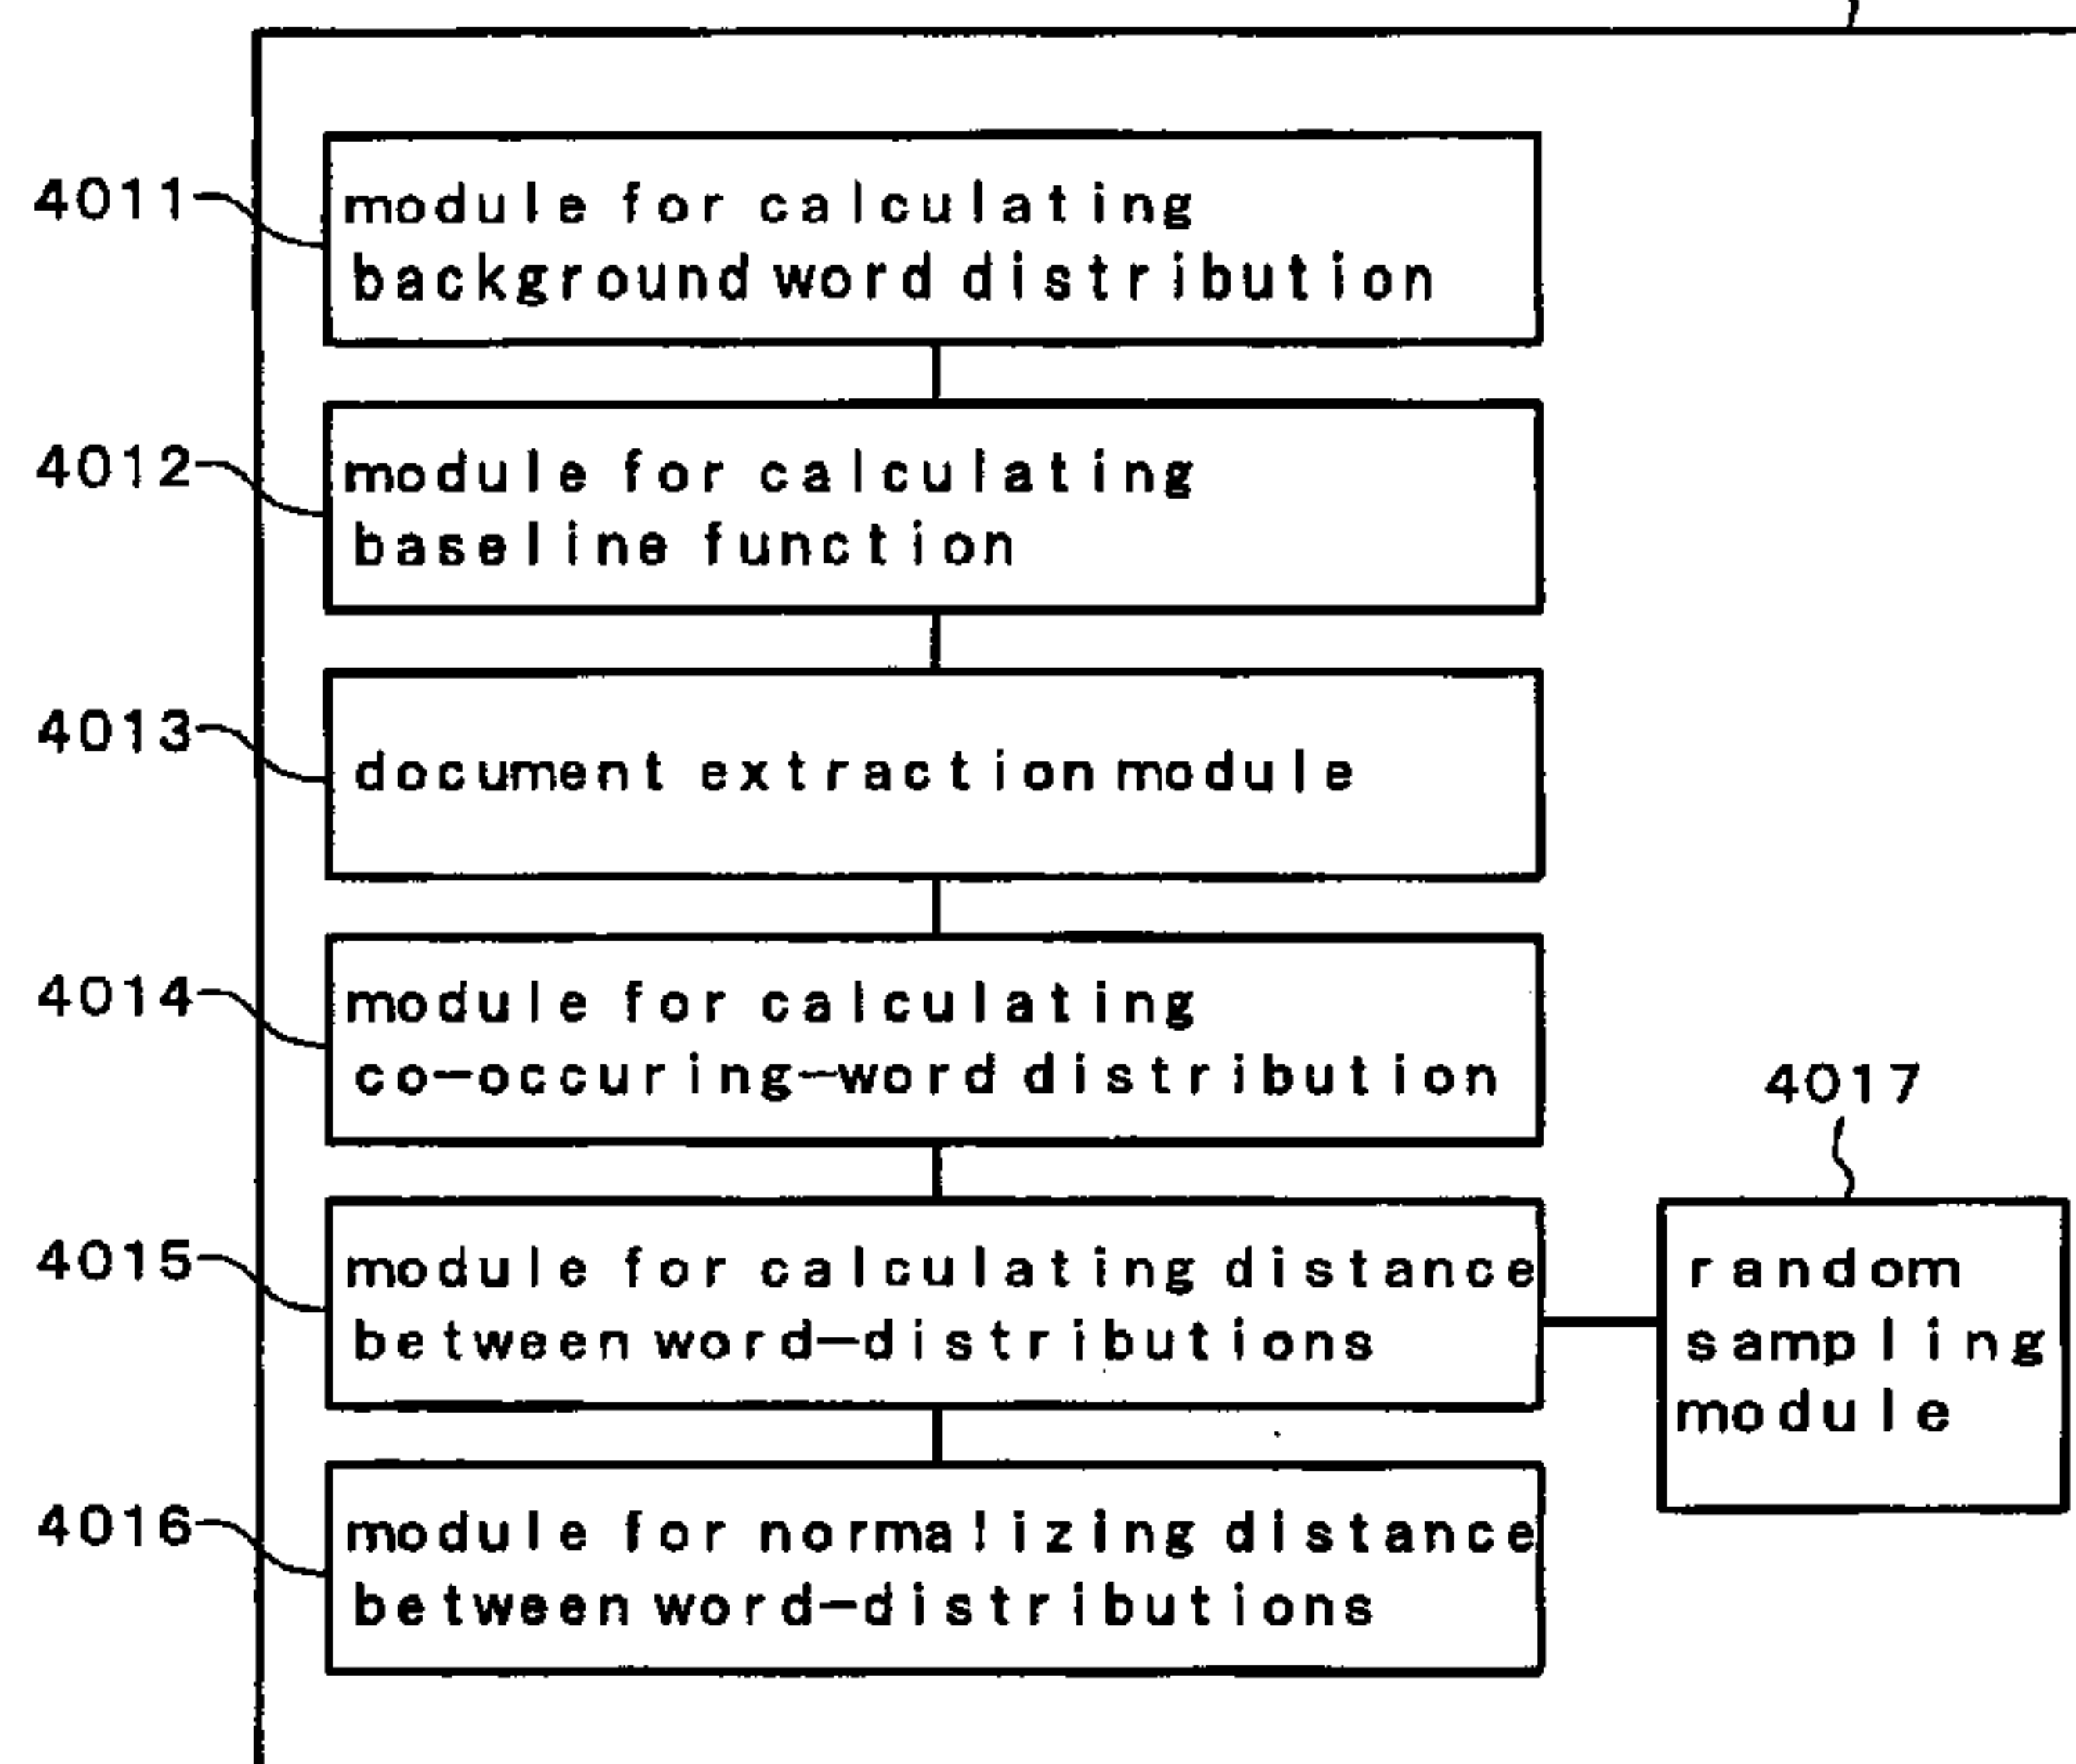 4011
module for calculating
background word distribution
4012
module for calculating
baseline function
4013
document extraction module
4014
module for calculating
co-occuring-word distribution
4017
4015
module for calculating distance
between word-distributions
random
sampling
module
4016
module for normalizing distance
between word-distributions